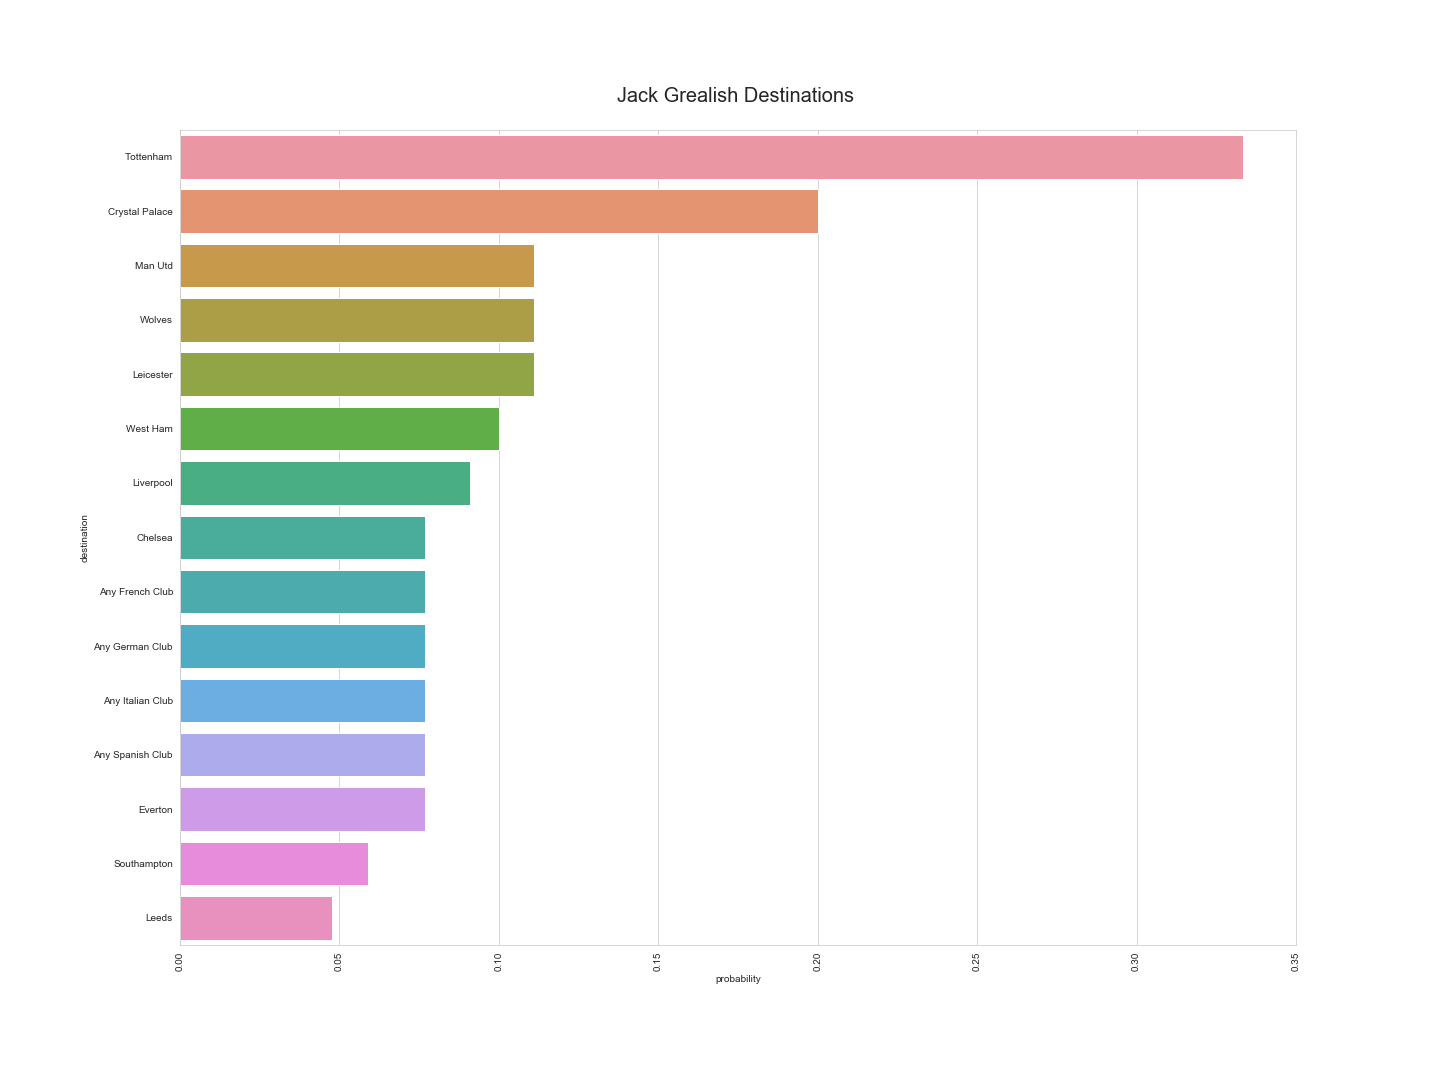 Jack Grealish Destinations
Tottenham
Crystal Palace
Man Utd
Wolves
Leicester
West Ham
Liverpool
Chelsea
Any French Club
Any German Club
Any Italian Club
Any Spanish Club
Everton
Southampton
Leeds
destination
0.00
0.05
0.10
0.15
0.20
0.25
0.30
0.35
probability